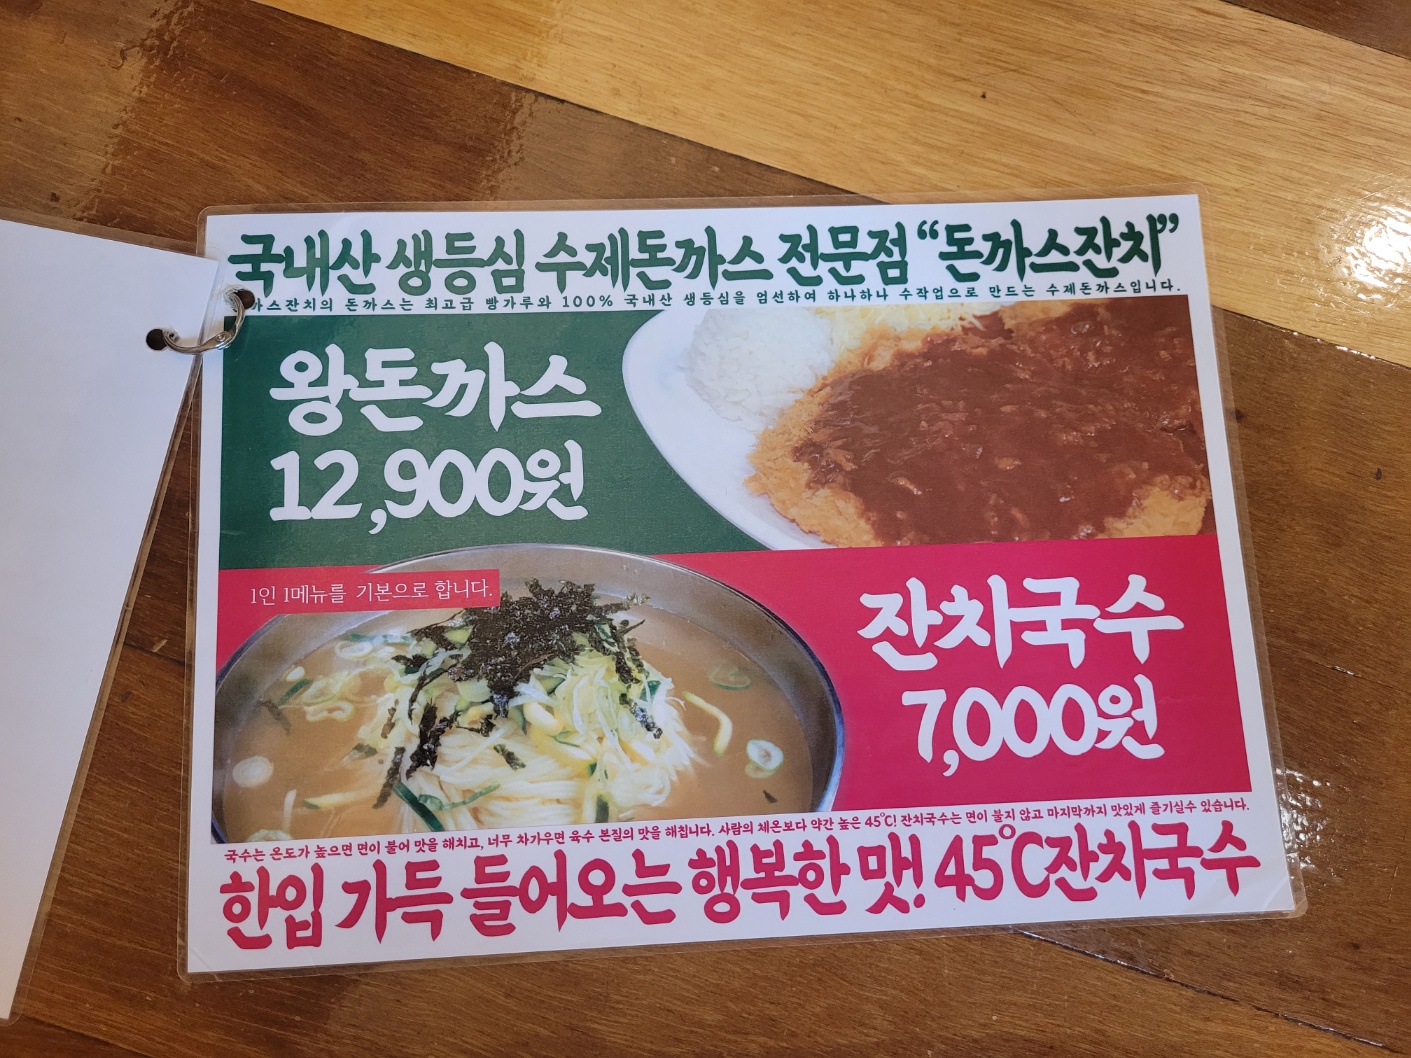 국내산 생등심 수제돈까스 전문점 “돈까스잔치”
까스잔치의 돈까스는 최고급 빵가루와 100% 국내산 생등심을 엄선하여 하나하나 수작업으로 만드는 수제돈까스입니다.
왕돈까스
12,900원
1인 1메뉴를 기본으로 합니다.
잔치국수
7,000원
국수는 온도가 높으면 면이 불어 맛을 해치고, 너무 차가우면 육수 본질의 맛을 해칩니다. 사람의 체온보다 약간 높은 45℃! 잔치국수는 면이 불지 않고 마지막까지 맛있게 즐기실수 있습니다.
한입 가득 들어오는 행복한 맛! 45℃잔치국수